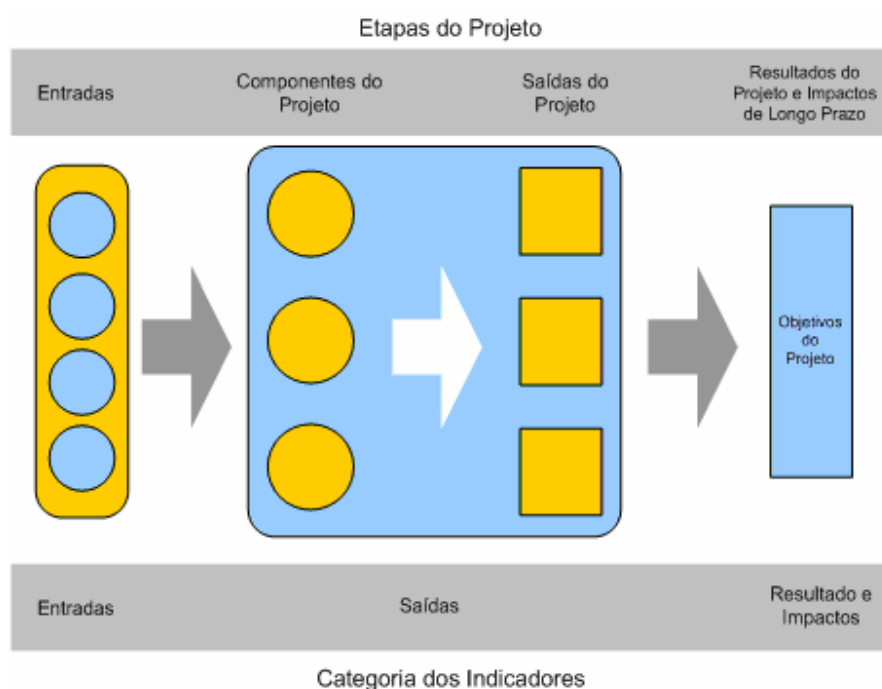 Etapas do Projeto
Entradas
Componentes do
Projeto
Saídas do
Projeto
Resultados do
Projeto e Impactos
de Longo Prazo
Objetivos
do
Projeto
Entradas
Saídas
Resultado e
Impactos
Categoria dos Indicadores